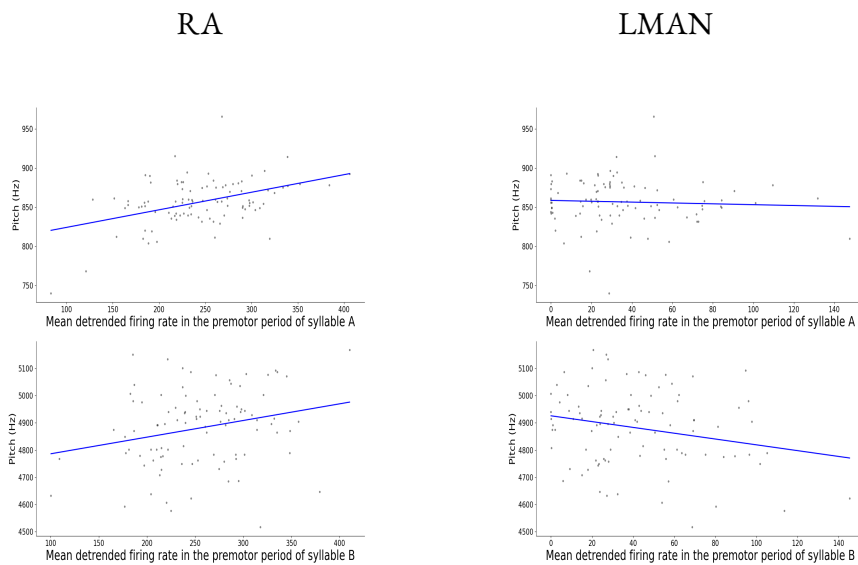 RA
LMAN
950
900
850
800
750
Pitch (Hz)
100 150 200 250 300 350 400
Mean detrended firing rate in the premotor period of syllable A
950
900
850
800
750
Pitch (Hz)
0 20 40 60 80 100 120 140
Mean detrended firing rate in the premotor period of syllable A
5100
5000
4900
4800
4700
4600
4500
Pitch (Hz)
100 150 200 250 300 350 400
Mean detrended firing rate in the premotor period of syllable B
5100
5000
4900
4800
4700
4600
4500
Pitch (Hz)
0 20 40 60 80 100 120 140
Mean detrended firing rate in the premotor period of syllable B